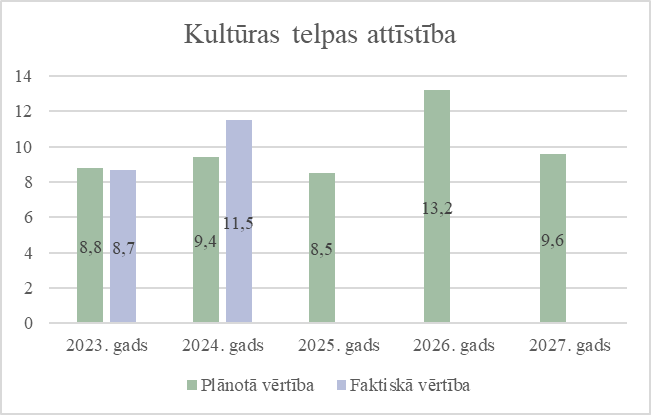 Kultūras telpas attīstība
14
12
10
8
6
4
2
0
8,8
8,7
9,4
11,5
8,5
13,2
9,6
2023. gads
2024. gads
2025. gads
2026. gads
2027. gads
Plānotā vērtība
Faktiskā vērtība